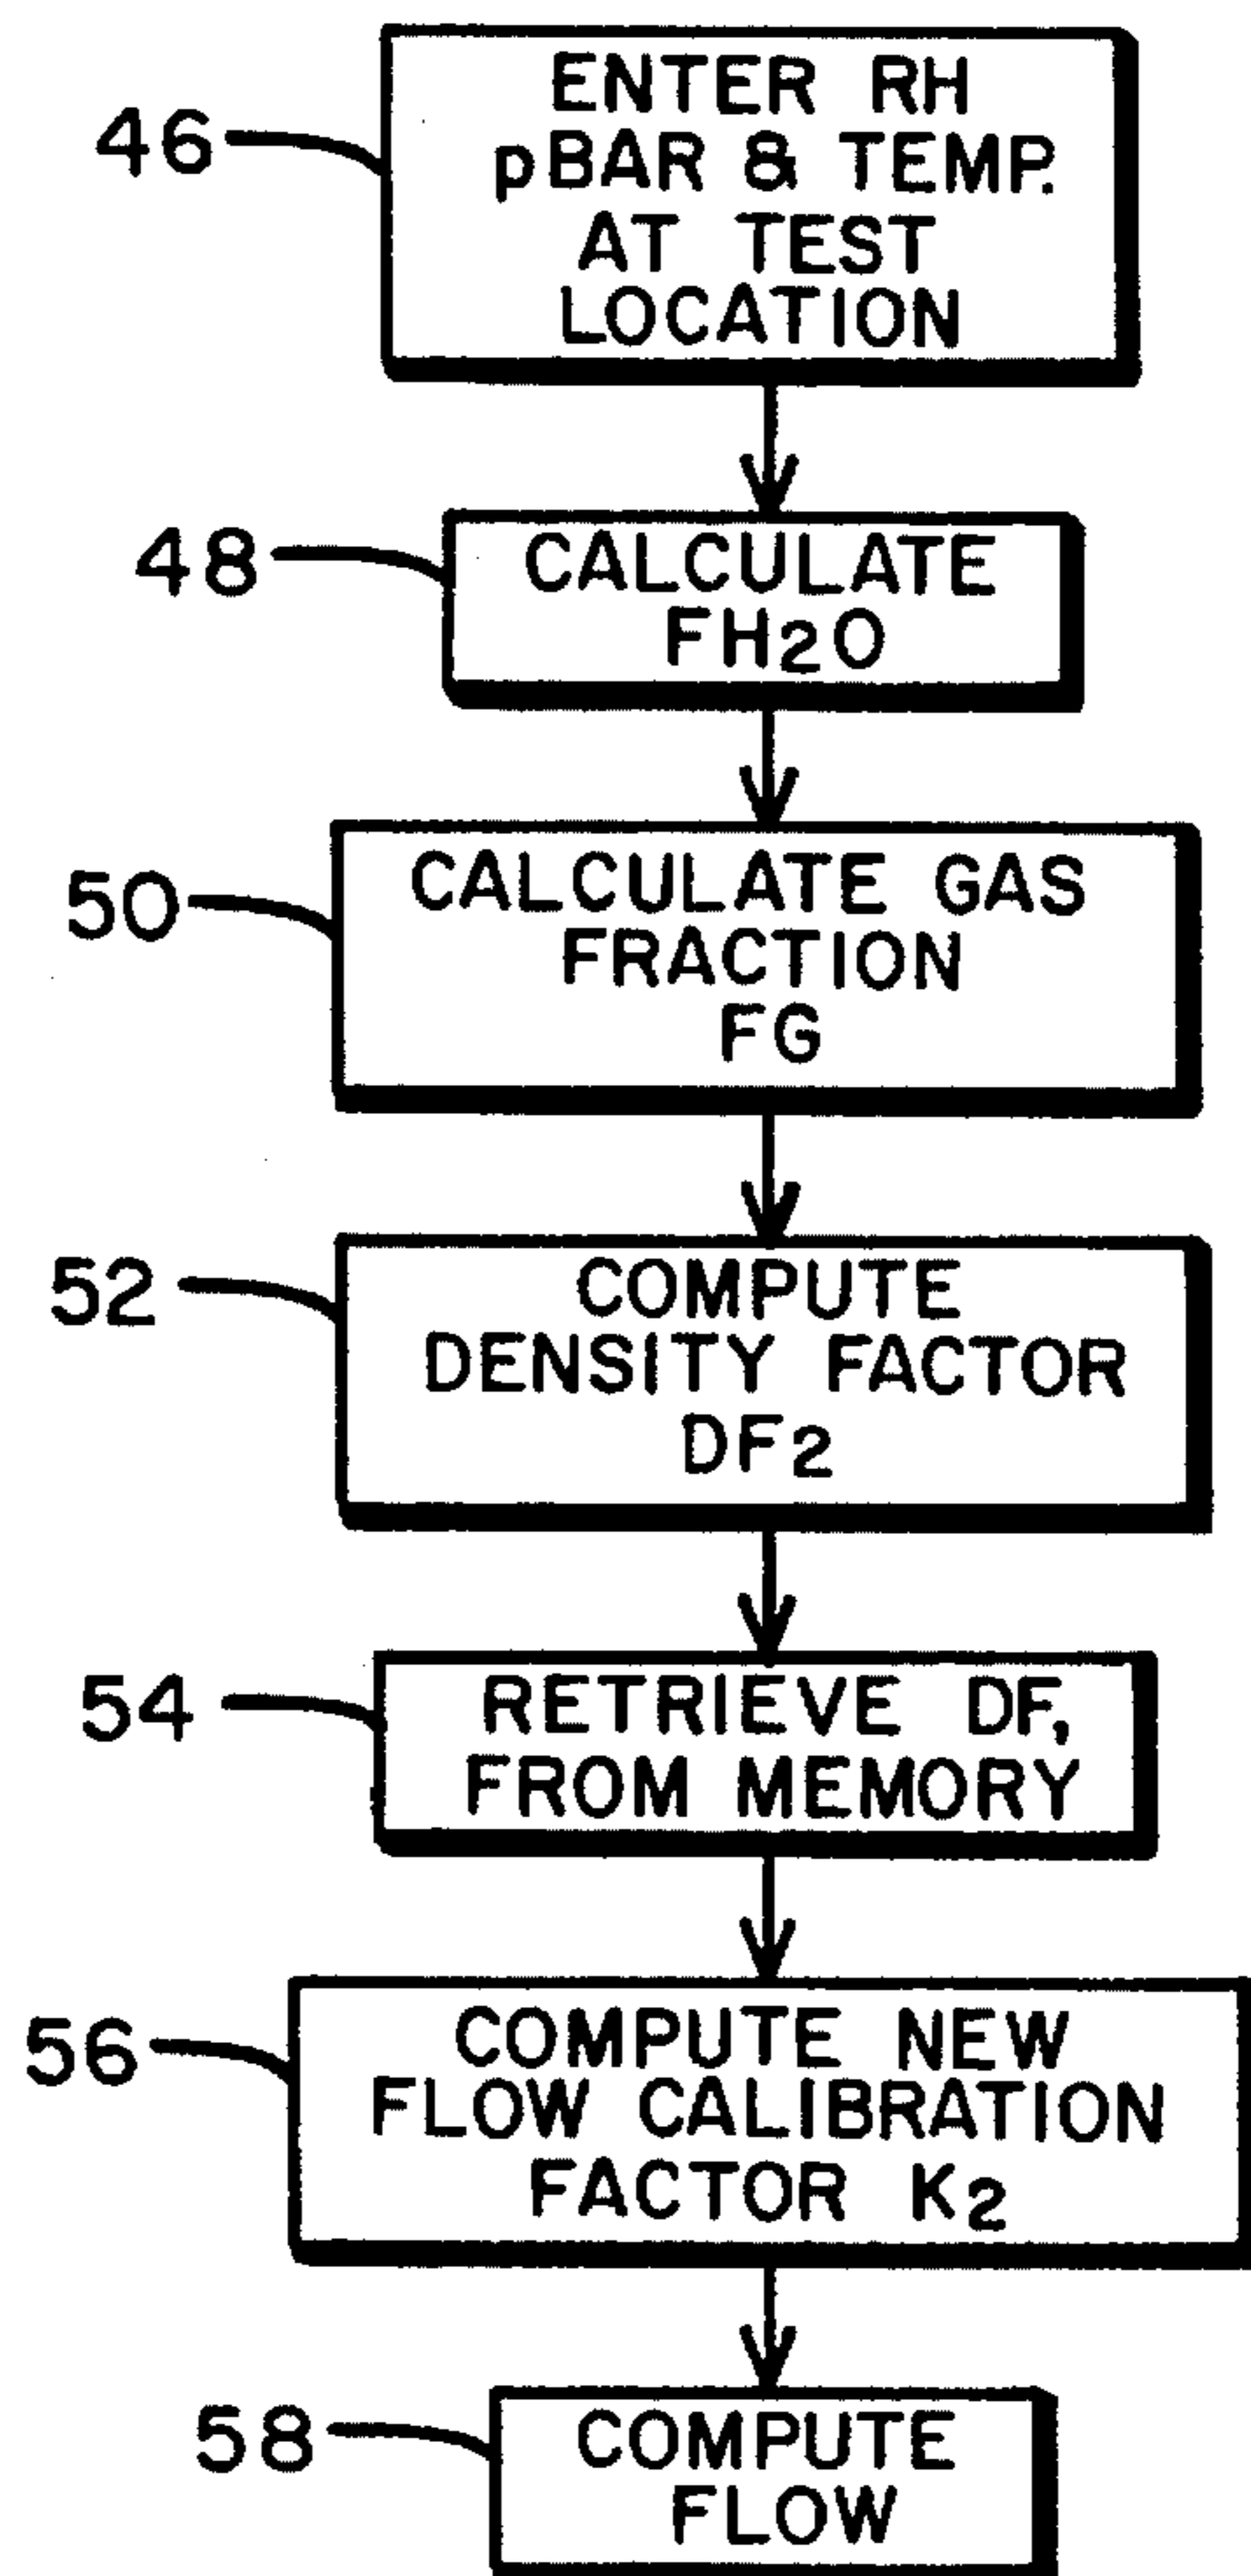 46
ENTER RH
pBAR & TEMP.
AT TEST
LOCATION
48
CALCULATE
FH2O
50
CALCULATE GAS
FRACTION
FG
52
COMPUTE
DENSITY FACTOR
DF2
54
RETRIEVE DF,
FROM MEMORY
56
COMPUTE NEW
FLOW CALIBRATION
FACTOR K2
58
COMPUTE
FLOW